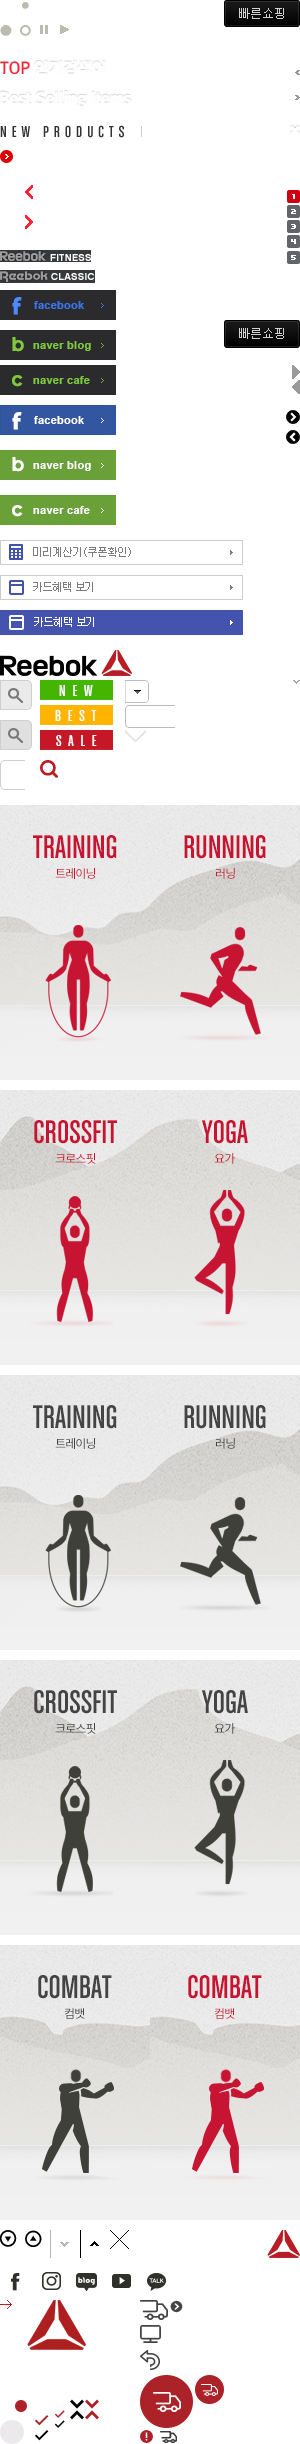 빠른쇼핑
TOP 인기검색어
Best Selling Items
NEW PRODUCTS
1
2
3
4
5
Reebok FITNESS
Reebok CLASSIC
facebook
빠른쇼핑
naver blog
naver cafe
facebook
naver blog
naver cafe
미리계산기(쿠폰확인)
카드혜택 보기
카드혜택 보기
Reebok
NEW
BEST
SALE
TRAINING RUNNING
트레이닝 러닝
CROSSFIT YOGA
크로스핏 요가
TRAINING RUNNING
트레이닝 러닝
CROSSFIT YOGA
크로스핏 요가
COMBAT COMBAT
컴뱃 컴뱃
blog
TALK